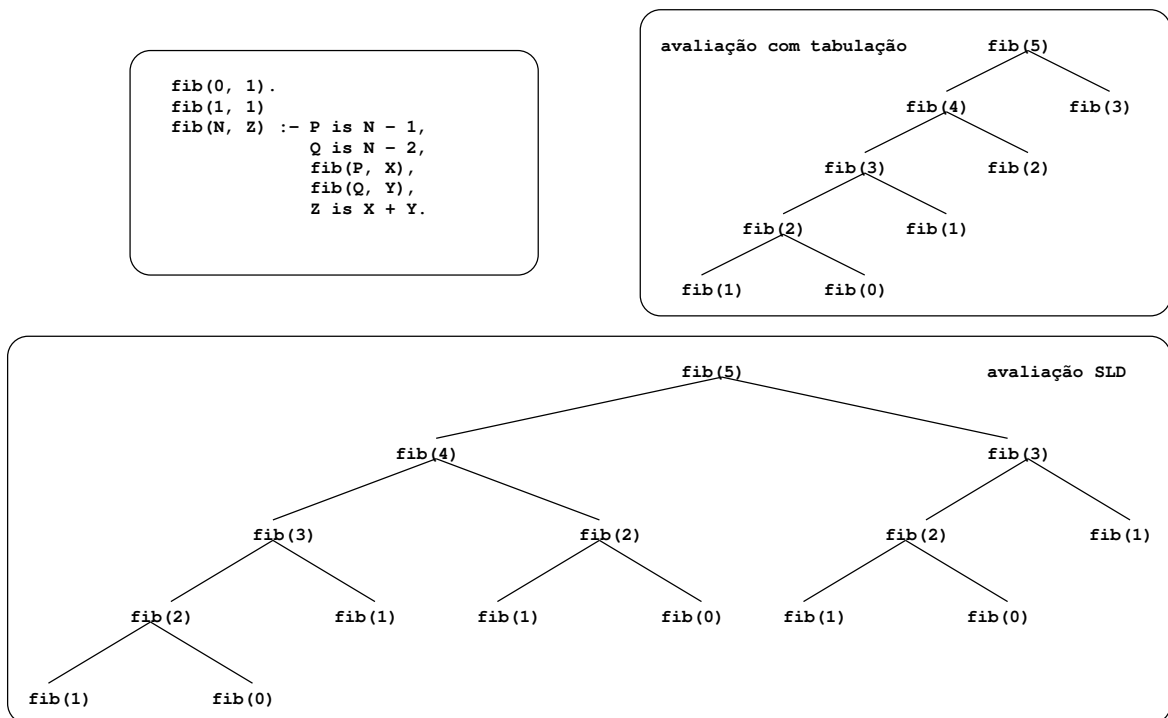 fib(0, 1).
fib(1, 1)
fib(N, Z) :- P is N - 1,
Q is N - 2,
fib(P, X),
fib(Q, Y),
Z is X + Y.
avaliação com tabulação fib(5)
fib(4) fib(3)
fib(3) fib(2)
fib(2) fib(1)
fib(1) fib(0)
fib(5) avaliação SLD
fib(4) fib(3)
fib(3) fib(2) fib(2) fib(1)
fib(2) fib(1) fib(1) fib(0) fib(1) fib(0)
fib(1) fib(0)